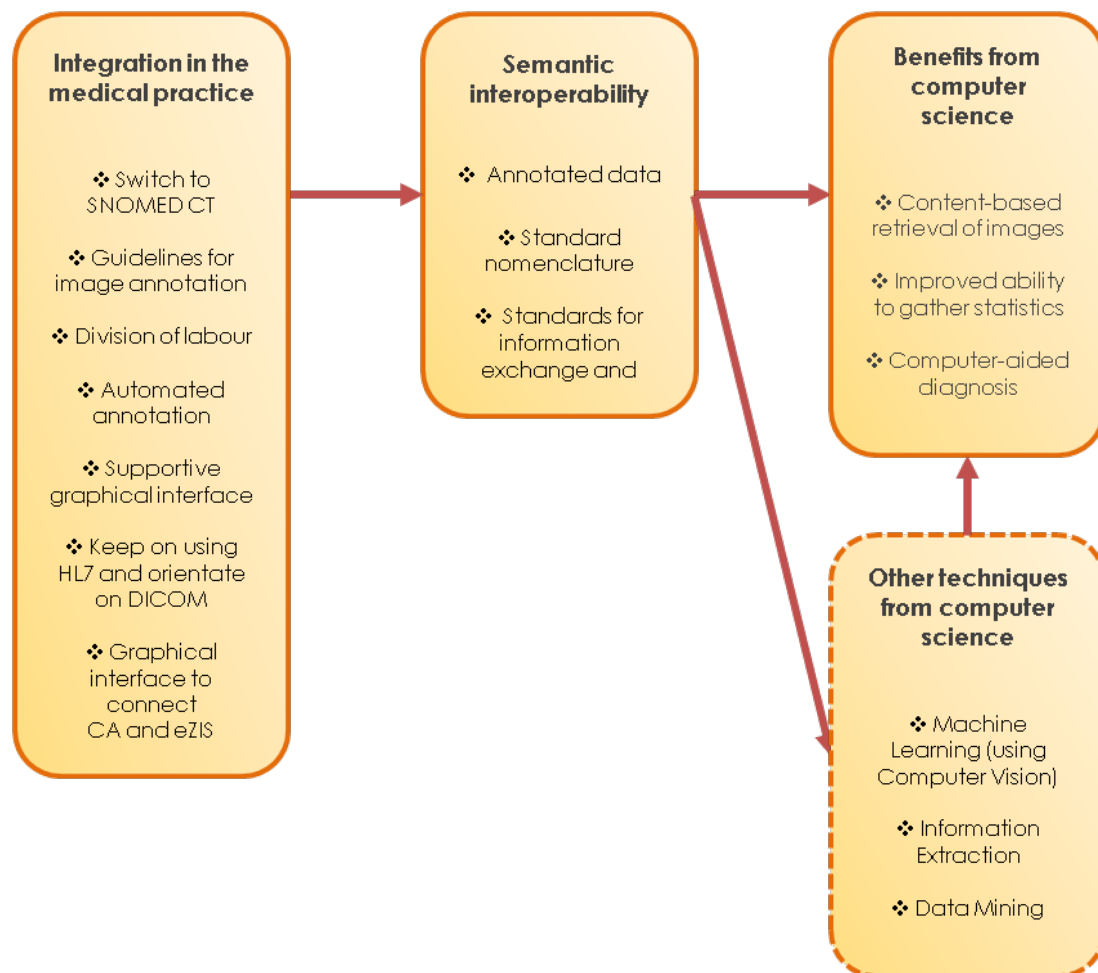 Integration in the
medical practice
❖ Switch to
SNOMED CT
❖ Guidelines for
image annotation
❖ Division of labour
❖ Automated
annotation
❖ Supportive
graphical interface
❖ Keep on using
HL7 and orientate
on DICOM
❖ Graphical
interface to
connect
CA and eZIS
Semantic
interoperability
❖ Annotated data
❖ Standard
nomenclature
❖ Standards for
information
exchange and
Benefits from
computer
science
❖ Content-based
retrieval of images
❖ Improved ability
to gather statistics
❖ Computer-aided
diagnosis
Other techniques
from computer
science
❖ Machine
Learning (using
Computer Vision)
❖ Information
Extraction
❖ Data Mining